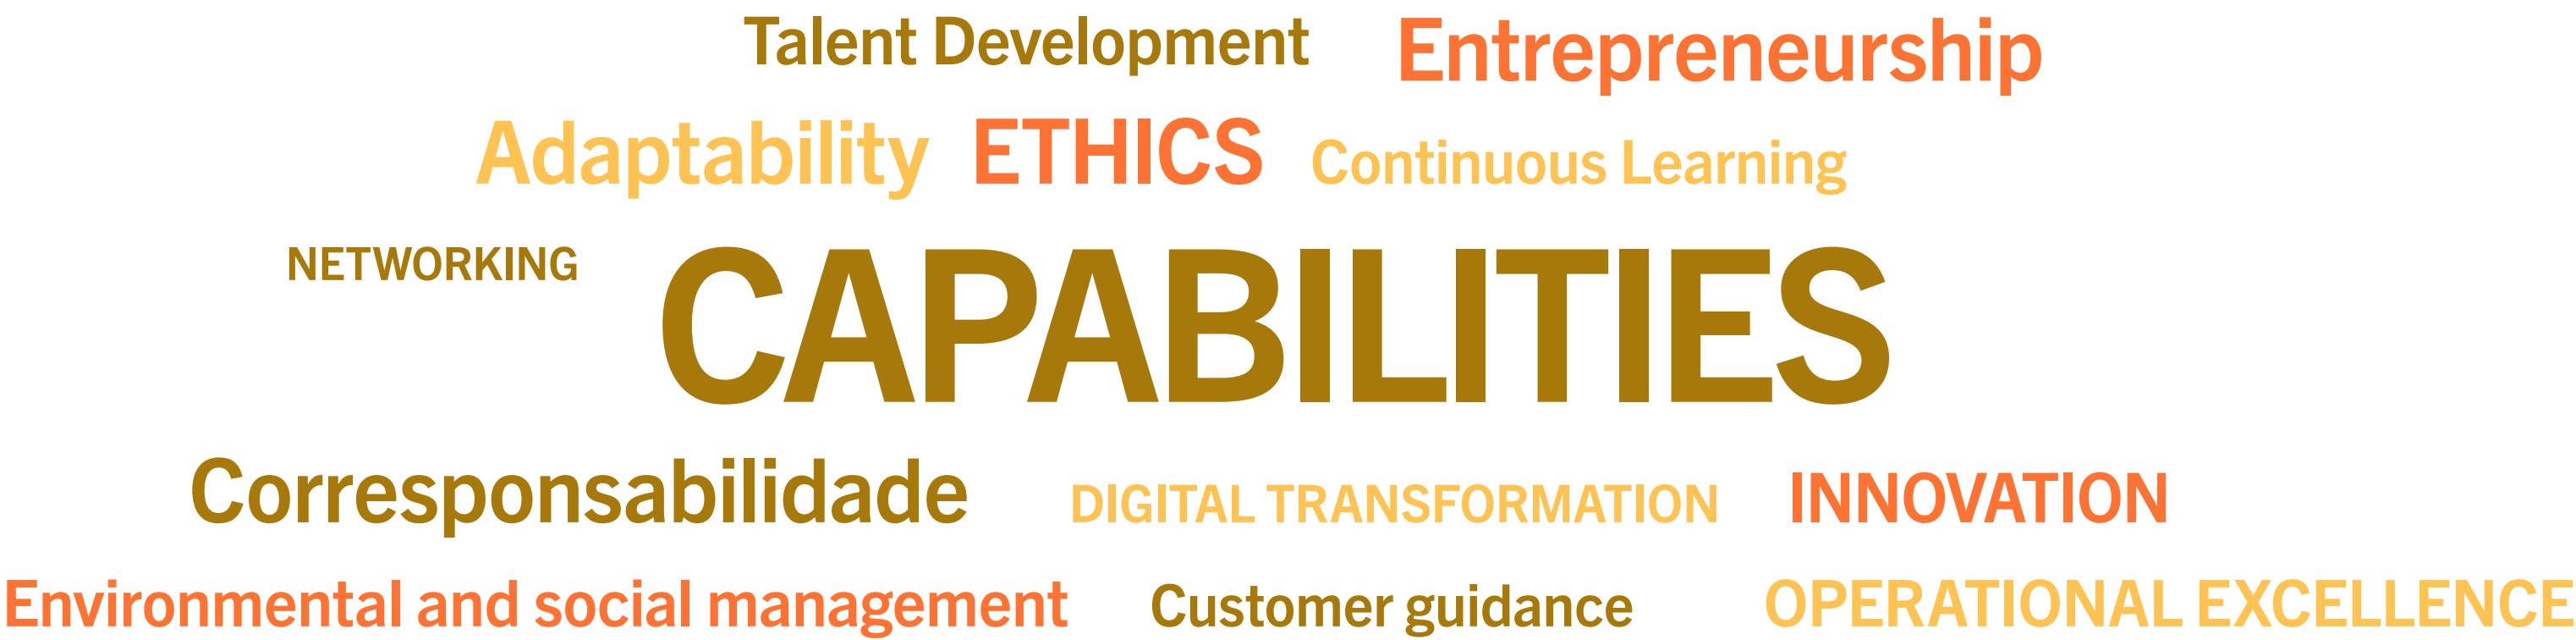 Talent Development Entrepreneurship
Adaptability ETHICS Continuous Learning
NETWORKING CAPABILITIES
Corresponsabilidade DIGITAL TRANSFORMATION INNOVATION
Environmental and social management Customer guidance OPERATIONAL EXCELLENCE